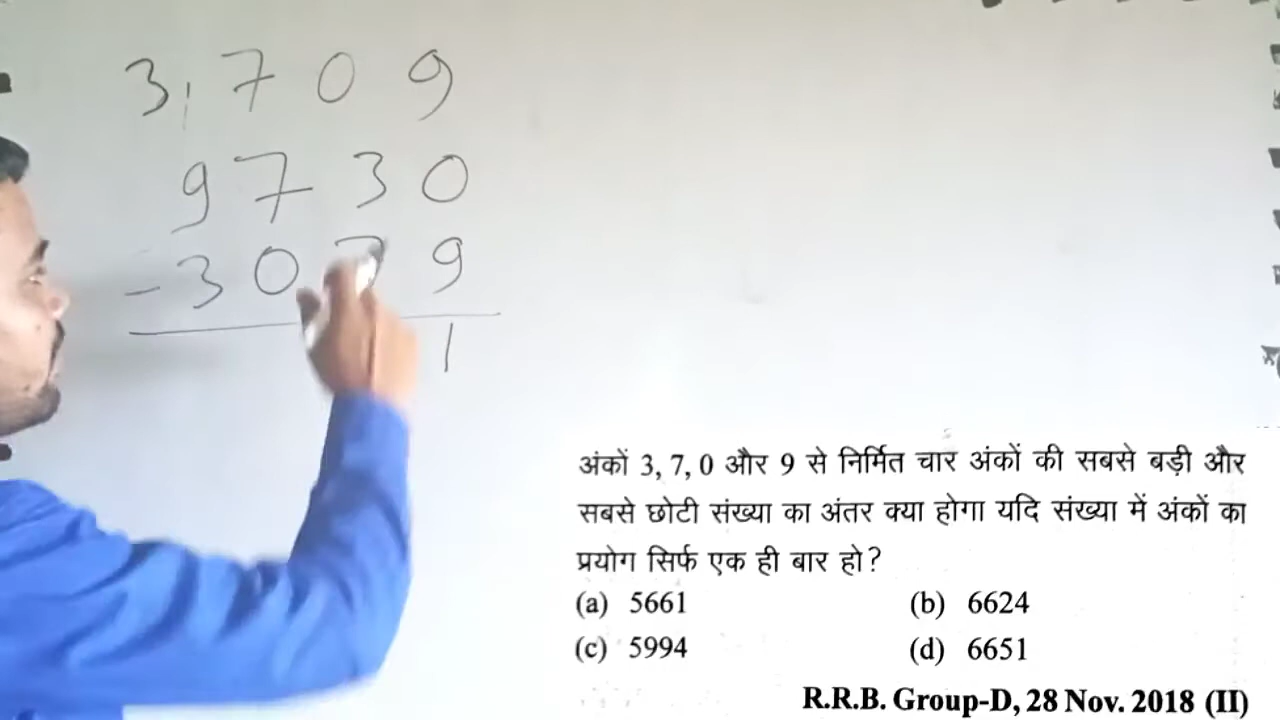 3, 7 0 9
9 7 3 0
- 3 0 7 9
1
अंकों 3, 7, 0 और 9 से निर्मित चार अंकों की सबसे बड़ी और
सबसे छोटी संख्या का अंतर क्या होगा यदि संख्या में अंकों का
प्रयोग सिर्फ एक ही बार हो?
(a) 5661 (b) 6624
(c) 5994 (d) 6651
R.R.B. Group-D, 28 Nov. 2018 (II)